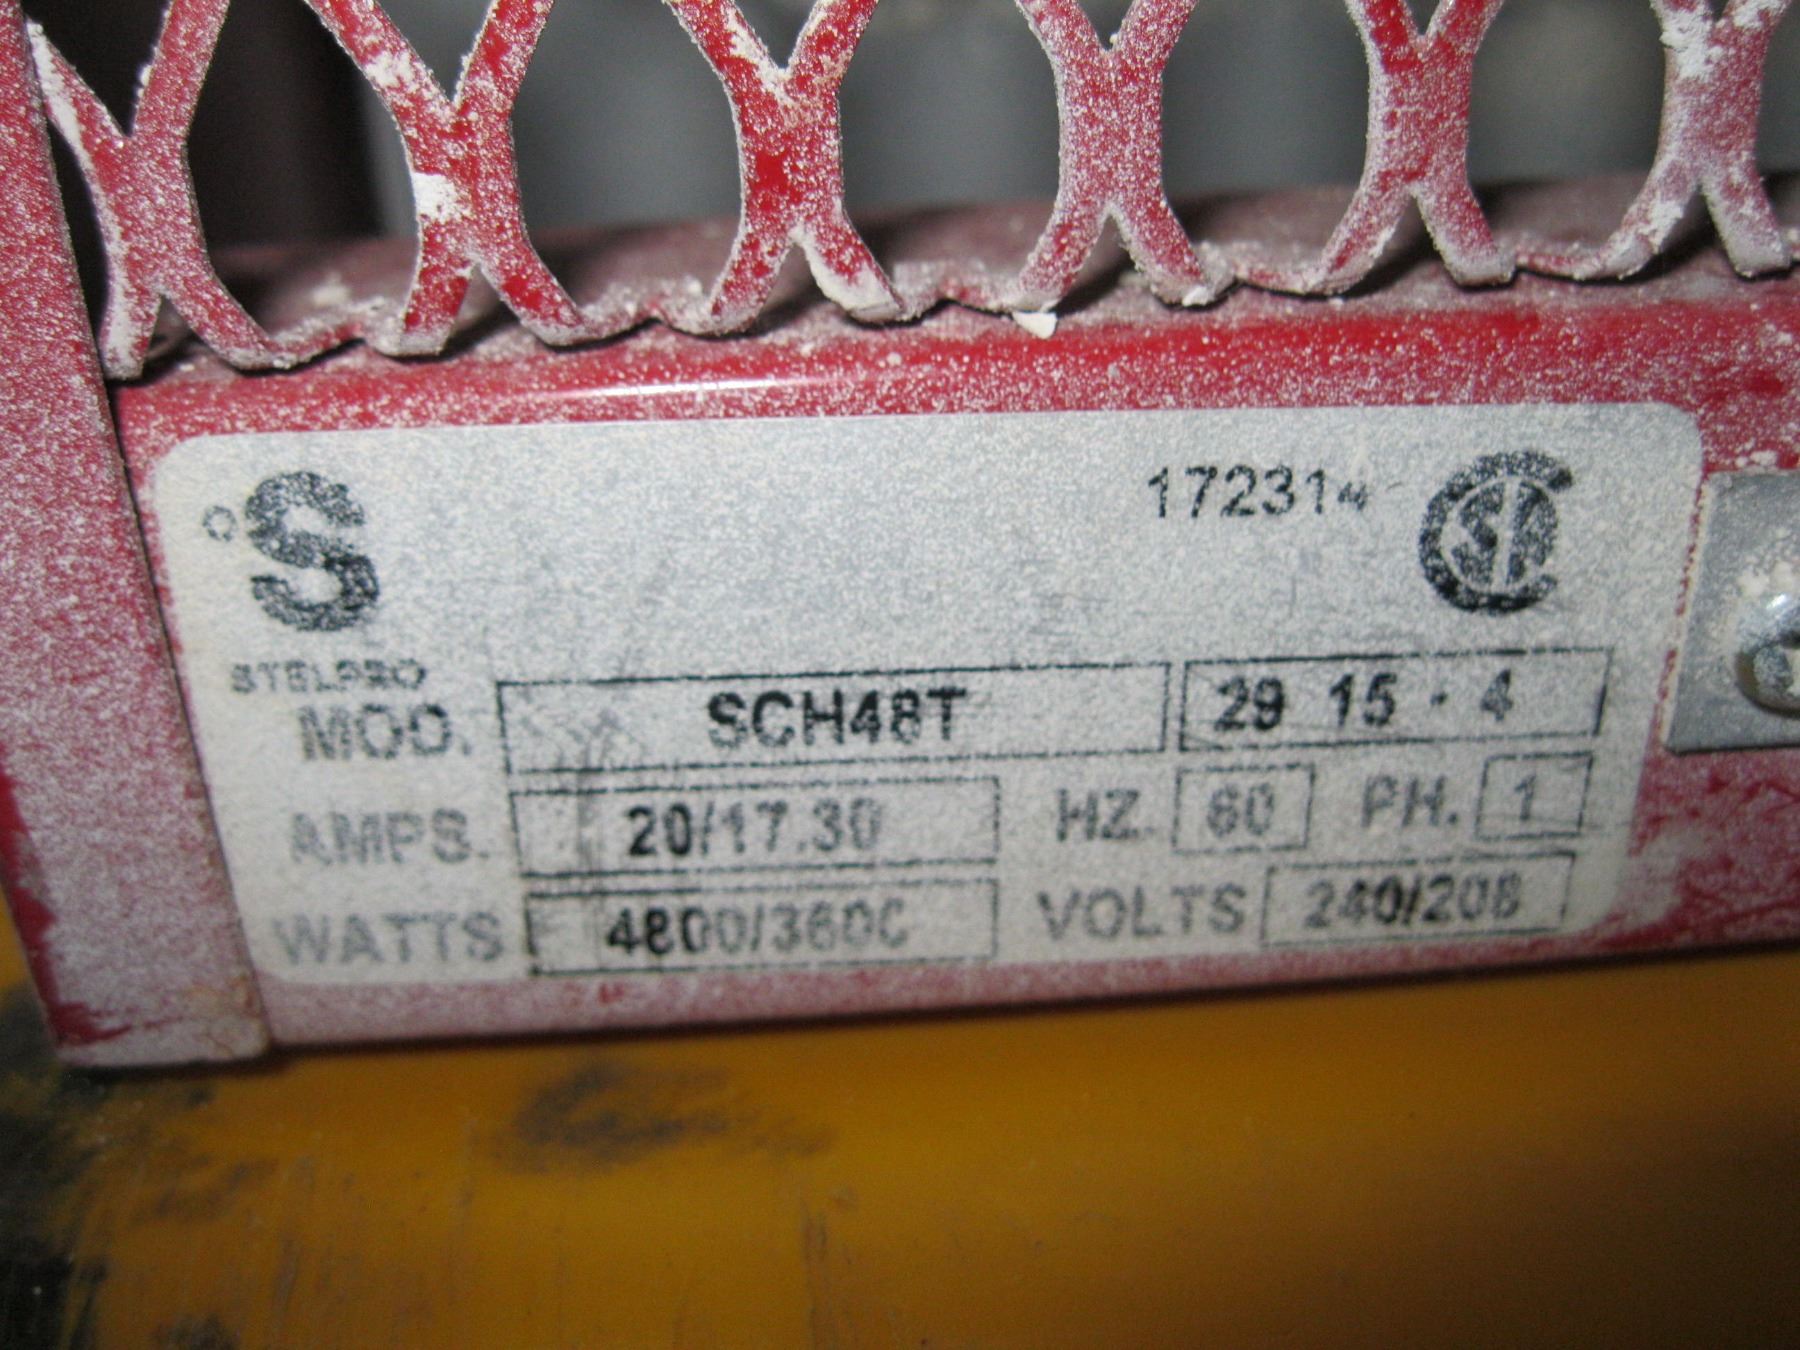 S
172314
STELPRO
MOD. SCH48T 29 15 - 4
AMPS. 20/17.30 HZ. 60 PH. 1
WATTS 4800/3600 VOLTS 240/208